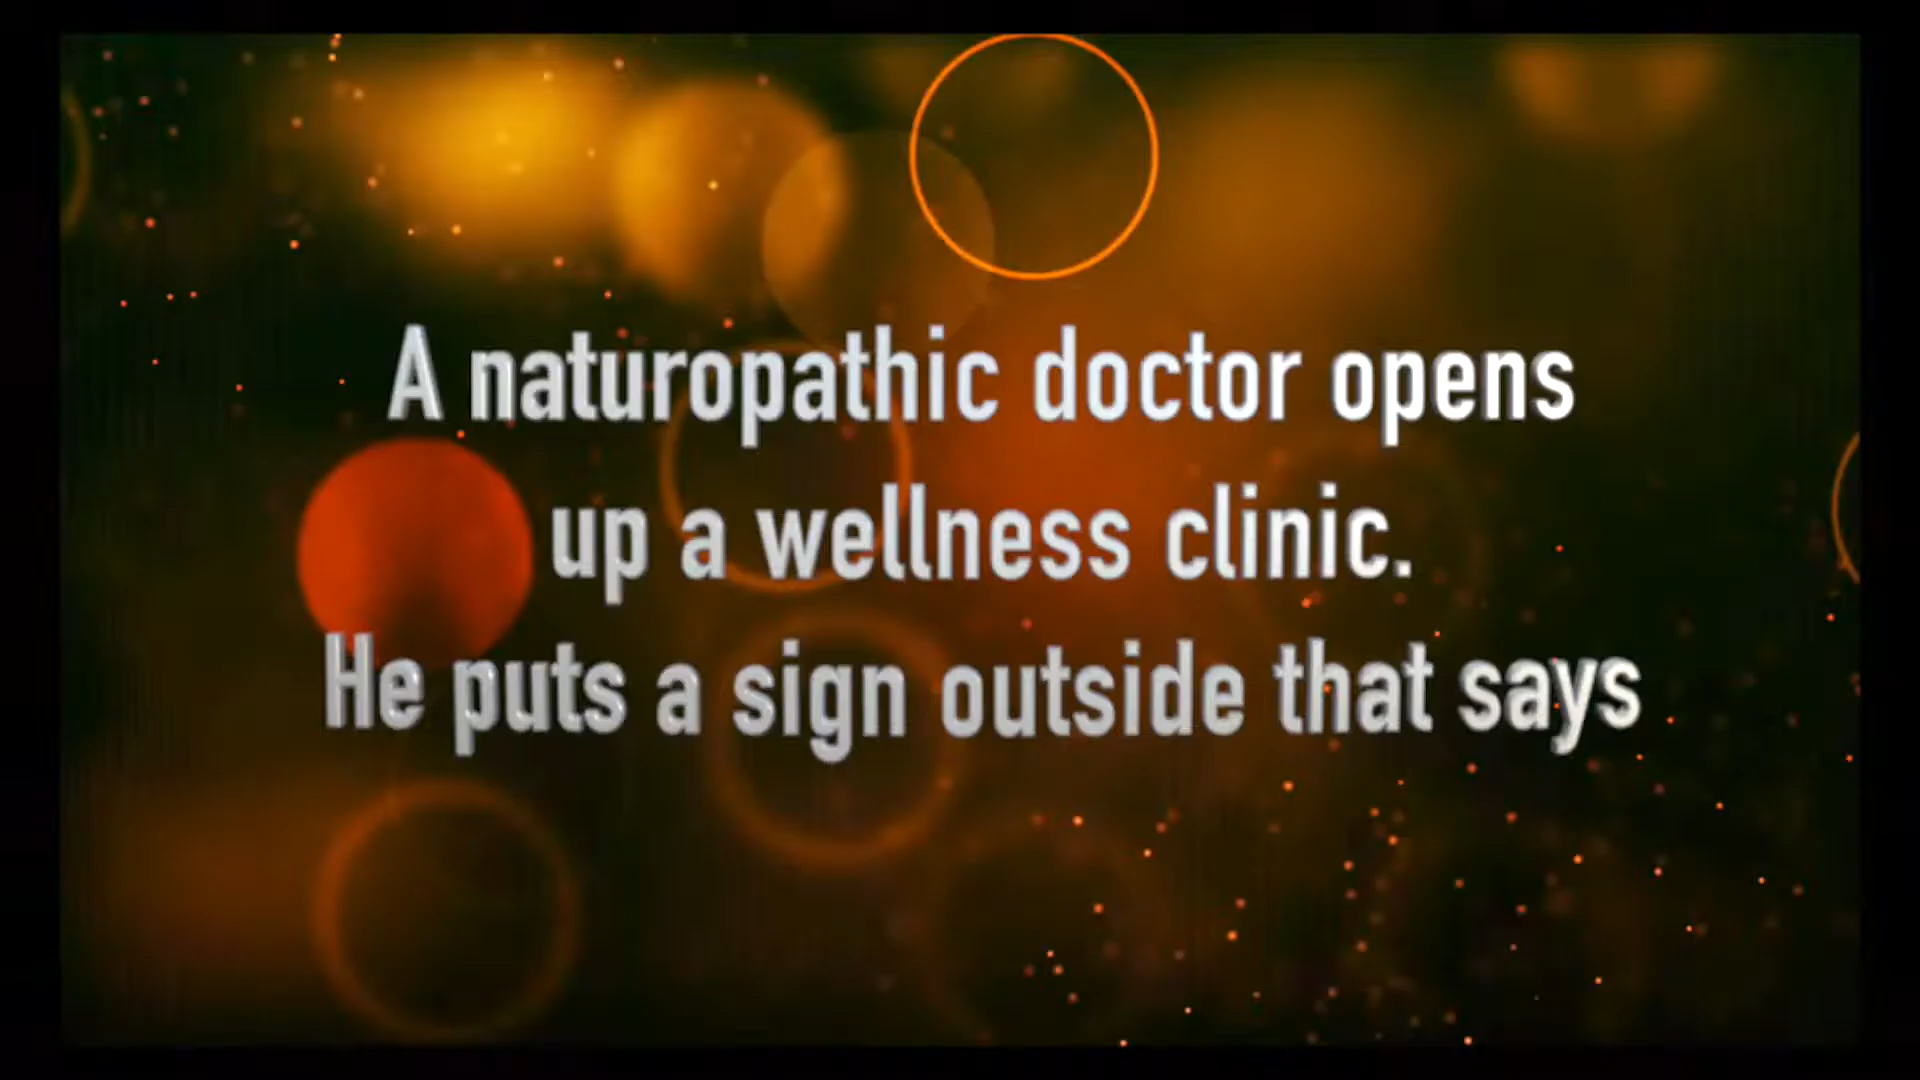 A naturopathic doctor opens
up a wellness clinic.
He puts a sign outside that says